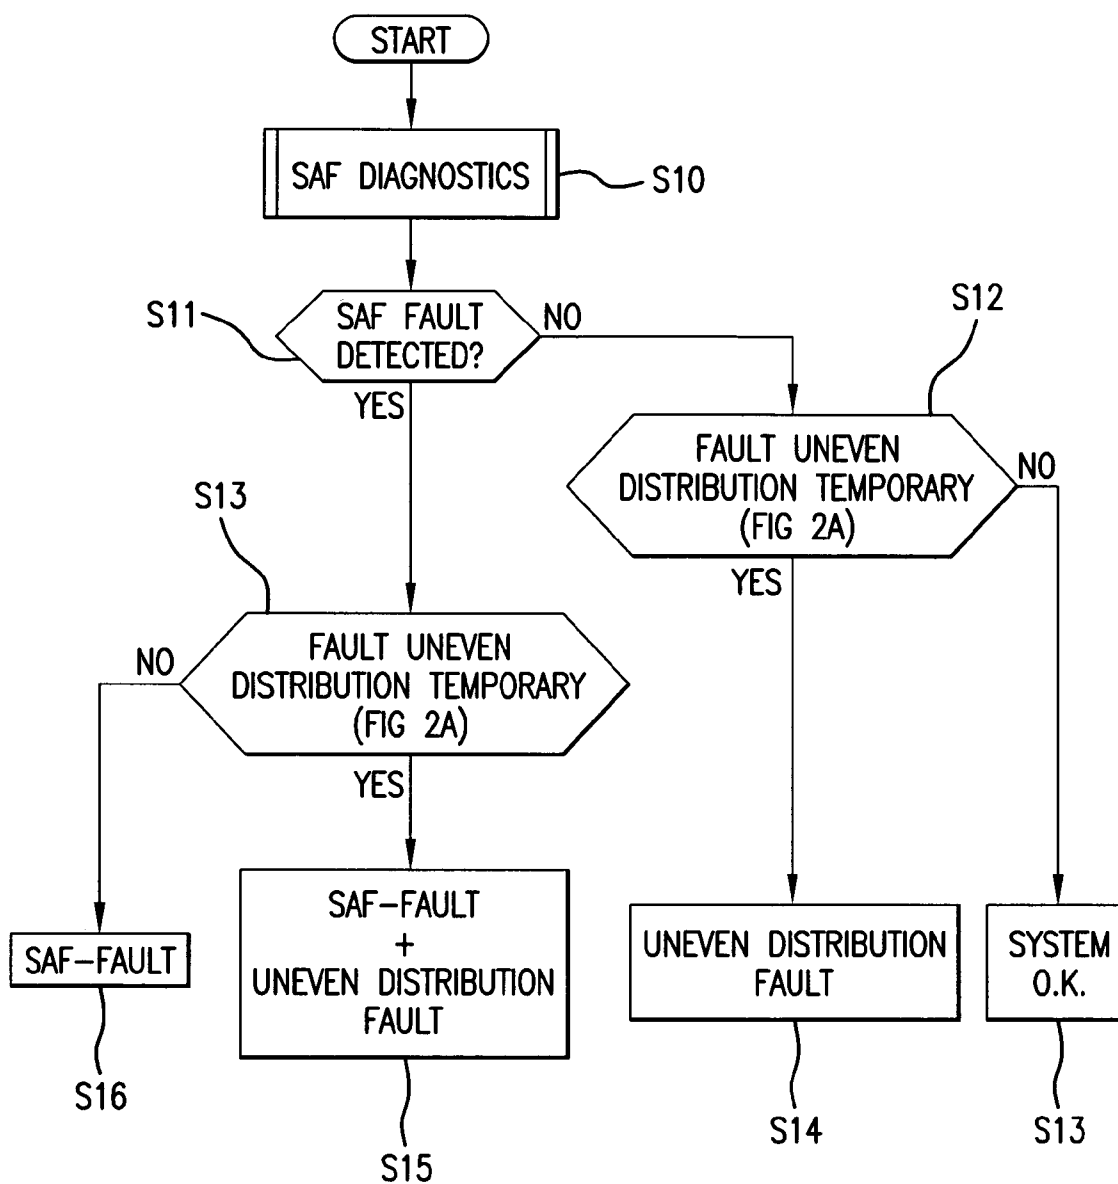 START
SAF DIAGNOSTICS
S10
S11
SAF FAULT
DETECTED?
NO
YES
S12
FAULT UNEVEN
DISTRIBUTION TEMPORARY
(FIG 2A)
NO
YES
S13
FAULT UNEVEN
DISTRIBUTION TEMPORARY
(FIG 2A)
NO
YES
SAF-FAULT
S16
SAF-FAULT
+
UNEVEN DISTRIBUTION
FAULT
S15
UNEVEN DISTRIBUTION
FAULT
S14
SYSTEM
O.K.
S13